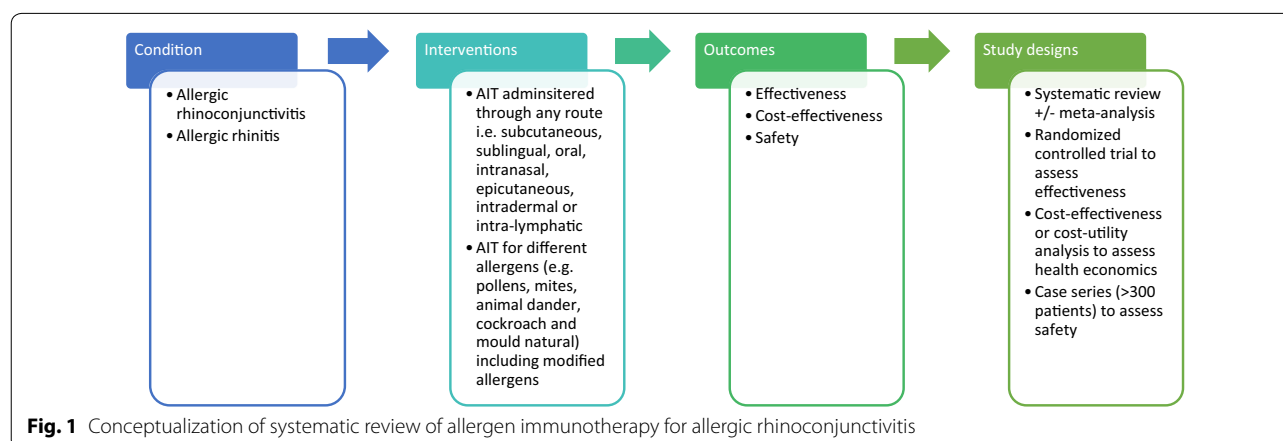 Condition
• Allergic
rhinoconjunctivitis
• Allergic rhinitis
Interventions
• AIT adminsitered
through any route
i.e. subcutaneous,
sublingual, oral,
intranasal,
epicutaneous,
intradermal or
intra-lymphatic
• AIT for different
allergens (e.g.
pollens, mites,
animal dander,
cockroach and
mould natural)
including modified
allergens
Outcomes
• Effectiveness
• Cost-effectiveness
• Safety
Study designs
• Systematic review
+/- meta-analysis
• Randomized
controlled trial to
assess
effectiveness
• Cost-effectiveness
or cost-utility
analysis to assess
health economics
• Case series (>300
patients) to assess
safety
Fig. 1 Conceptualization of systematic review of allergen immunotherapy for allergic rhinoconjunctivitis